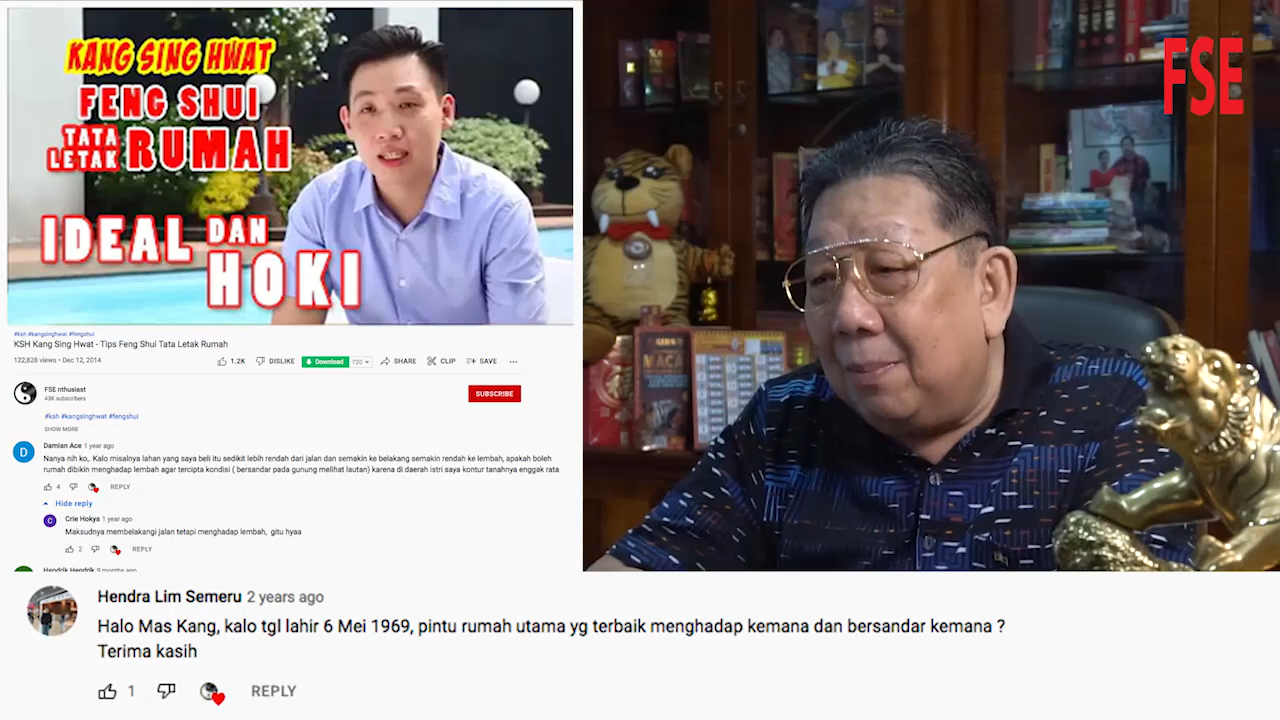 KANG SING HWAT
FENG SHUI
TATA
LETAK
RUMAH
IDEAL
DAN
HOKI
#ksh #kangsinghwat #fengshui
KSH Kang Sing Hwat - Tips Feng Shui Tata Letak Rumah
122,828 views • Dec 12, 2014
1.2K
DISLIKE
Download
720
SHARE
CLIP
SAVE
FSE nthusiast
43K subscribers
SUBSCRIBE
#ksh #kangsinghwat #fengshui
SHOW MORE
D
Damian Ace 1 year ago
Nanya nih ko,. Kalo misalnya lahan yang saya beli itu sedikit lebih rendah dari jalan dan semakin ke belakang semakin rendah ke lembah, apakah boleh
rumah dibikin menghadap lembah agar tercipta kondisi ( bersandar pada gunung melihat lautan) karena di daerah istri saya kontur tanahnya enggak rata
4
REPLY
Hide reply
C
Crie Hokya 1 year ago
Maksudnya membelakangi jalan tetapi menghadap lembah, gitu hyaa
2
REPLY
Hendrik Hendrik 9 months ago
FSE
Hendra Lim Semeru 2 years ago
Halo Mas Kang, kalo tgl lahir 6 Mei 1969, pintu rumah utama yg terbaik menghadap kemana dan bersandar kemana ?
Terima kasih
1
REPLY